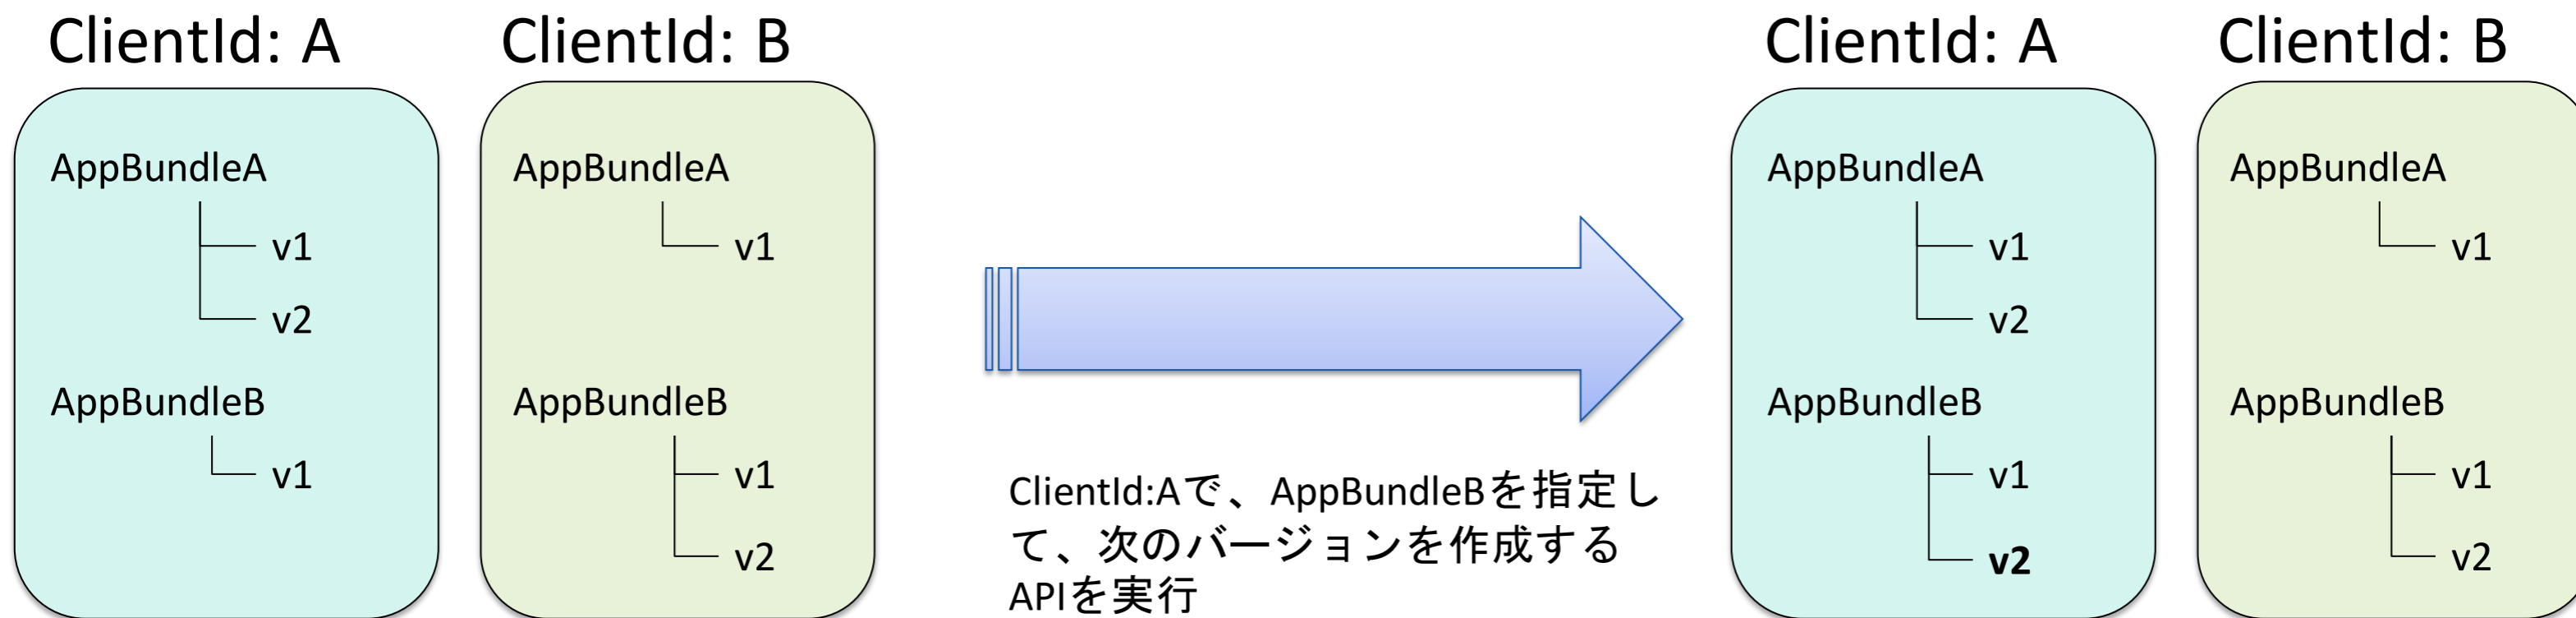 ClientId: A
AppBundleA
v1
v2
AppBundleB
v1
ClientId: B
AppBundleA
v1
AppBundleB
v1
v2
ClientId:Aで、AppBundleBを指定し
て、次のバージョンを作成する
APIを実行
ClientId: A
AppBundleA
v1
v2
AppBundleB
v1
v2
ClientId: B
AppBundleA
v1
AppBundleB
v1
v2